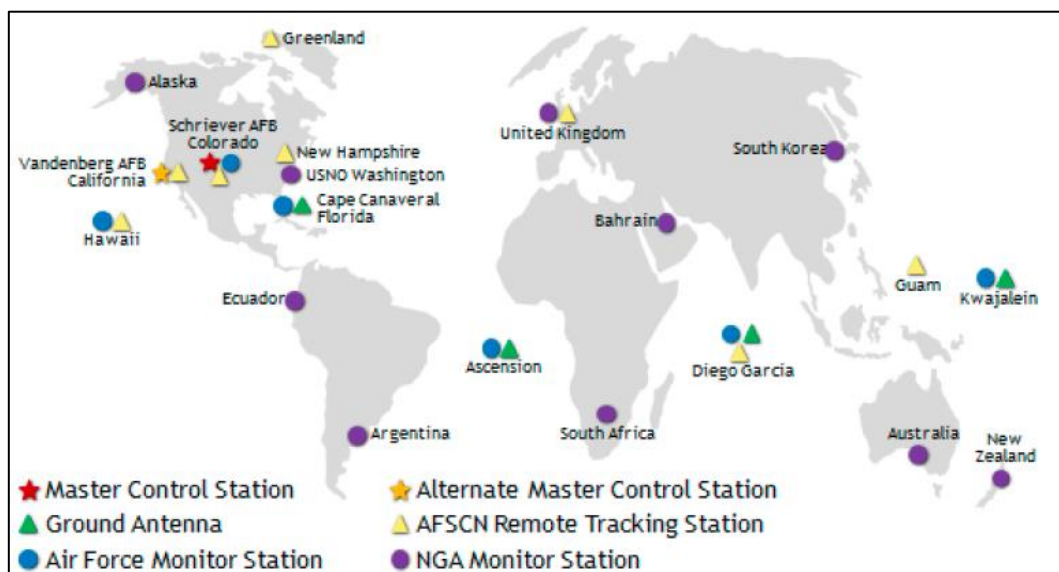 Greenland
Alaska
Schriever AFB
Colorado
Vandenberg AFB
California
New Hampshire
USNO Washington
Cape Canaveral
Florida
Hawaii
United Kingdom
South Korea
Bahrain
Ecuador
Guam
Kwajalein
Ascension
Diego Garcia
Argentina
South Africa
Australia
New
Zealand
Master Control Station
Alternate Master Control Station
Ground Antenna
AFSCN Remote Tracking Station
Air Force Monitor Station
NGA Monitor Station